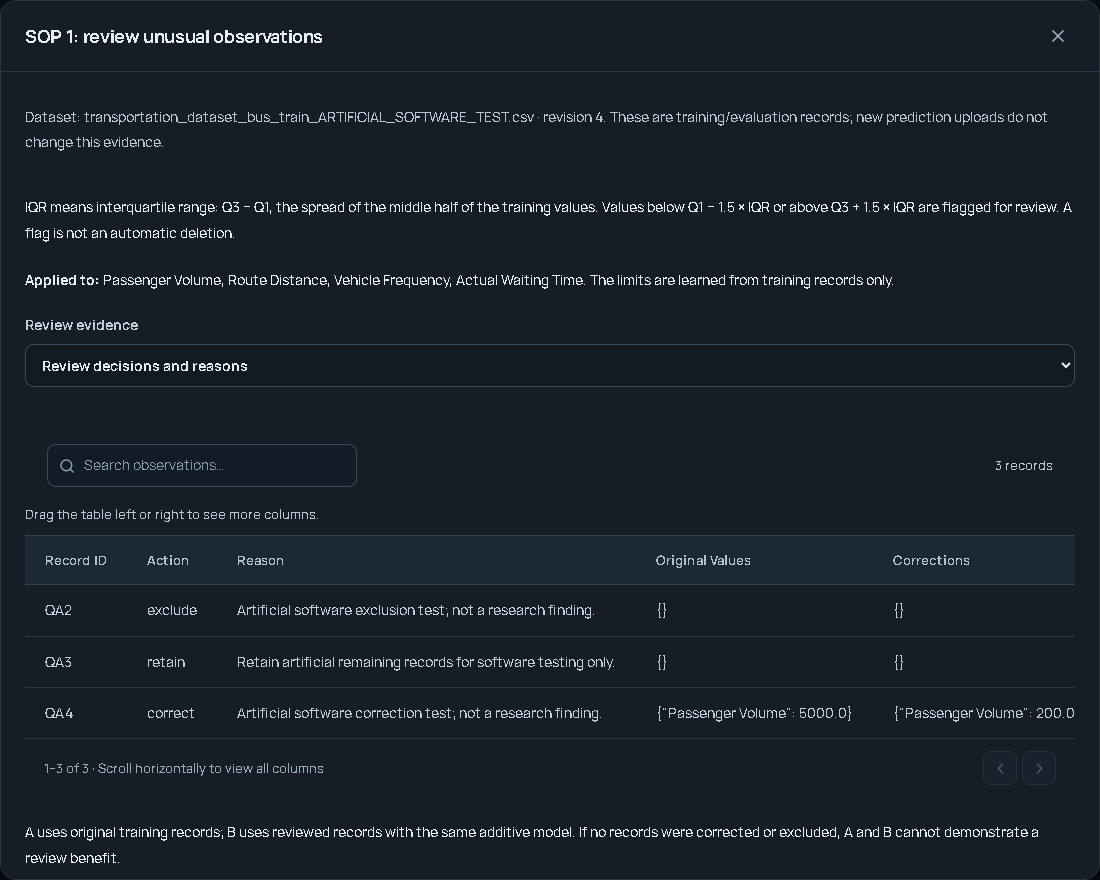 SOP 1: review unusual observations
Dataset: transportation_dataset_bus_train_ARTIFICIAL_SOFTWARE_TEST.csv · revision 4. These are training/evaluation records; new prediction uploads do not
change this evidence.
IQR means interquartile range: Q3 − Q1, the spread of the middle half of the training values. Values below Q1 − 1.5 × IQR or above Q3 + 1.5 × IQR are flagged for review. A
flag is not an automatic deletion.
Applied to: Passenger Volume, Route Distance, Vehicle Frequency, Actual Waiting Time. The limits are learned from training records only.
Review evidence
Review decisions and reasons
Search observations... 3 records
Drag the table left or right to see more columns.
Record ID Action Reason Original Values Corrections
QA2 exclude Artificial software exclusion test; not a research finding. {} {}
QA3 retain Retain artificial remaining records for software testing only. {} {}
QA4 correct Artificial software correction test; not a research finding. {"Passenger Volume": 5000.0} {"Passenger Volume": 200.0
1–3 of 3 · Scroll horizontally to view all columns
A uses original training records; B uses reviewed records with the same additive model. If no records were corrected or excluded, A and B cannot demonstrate a
review benefit.